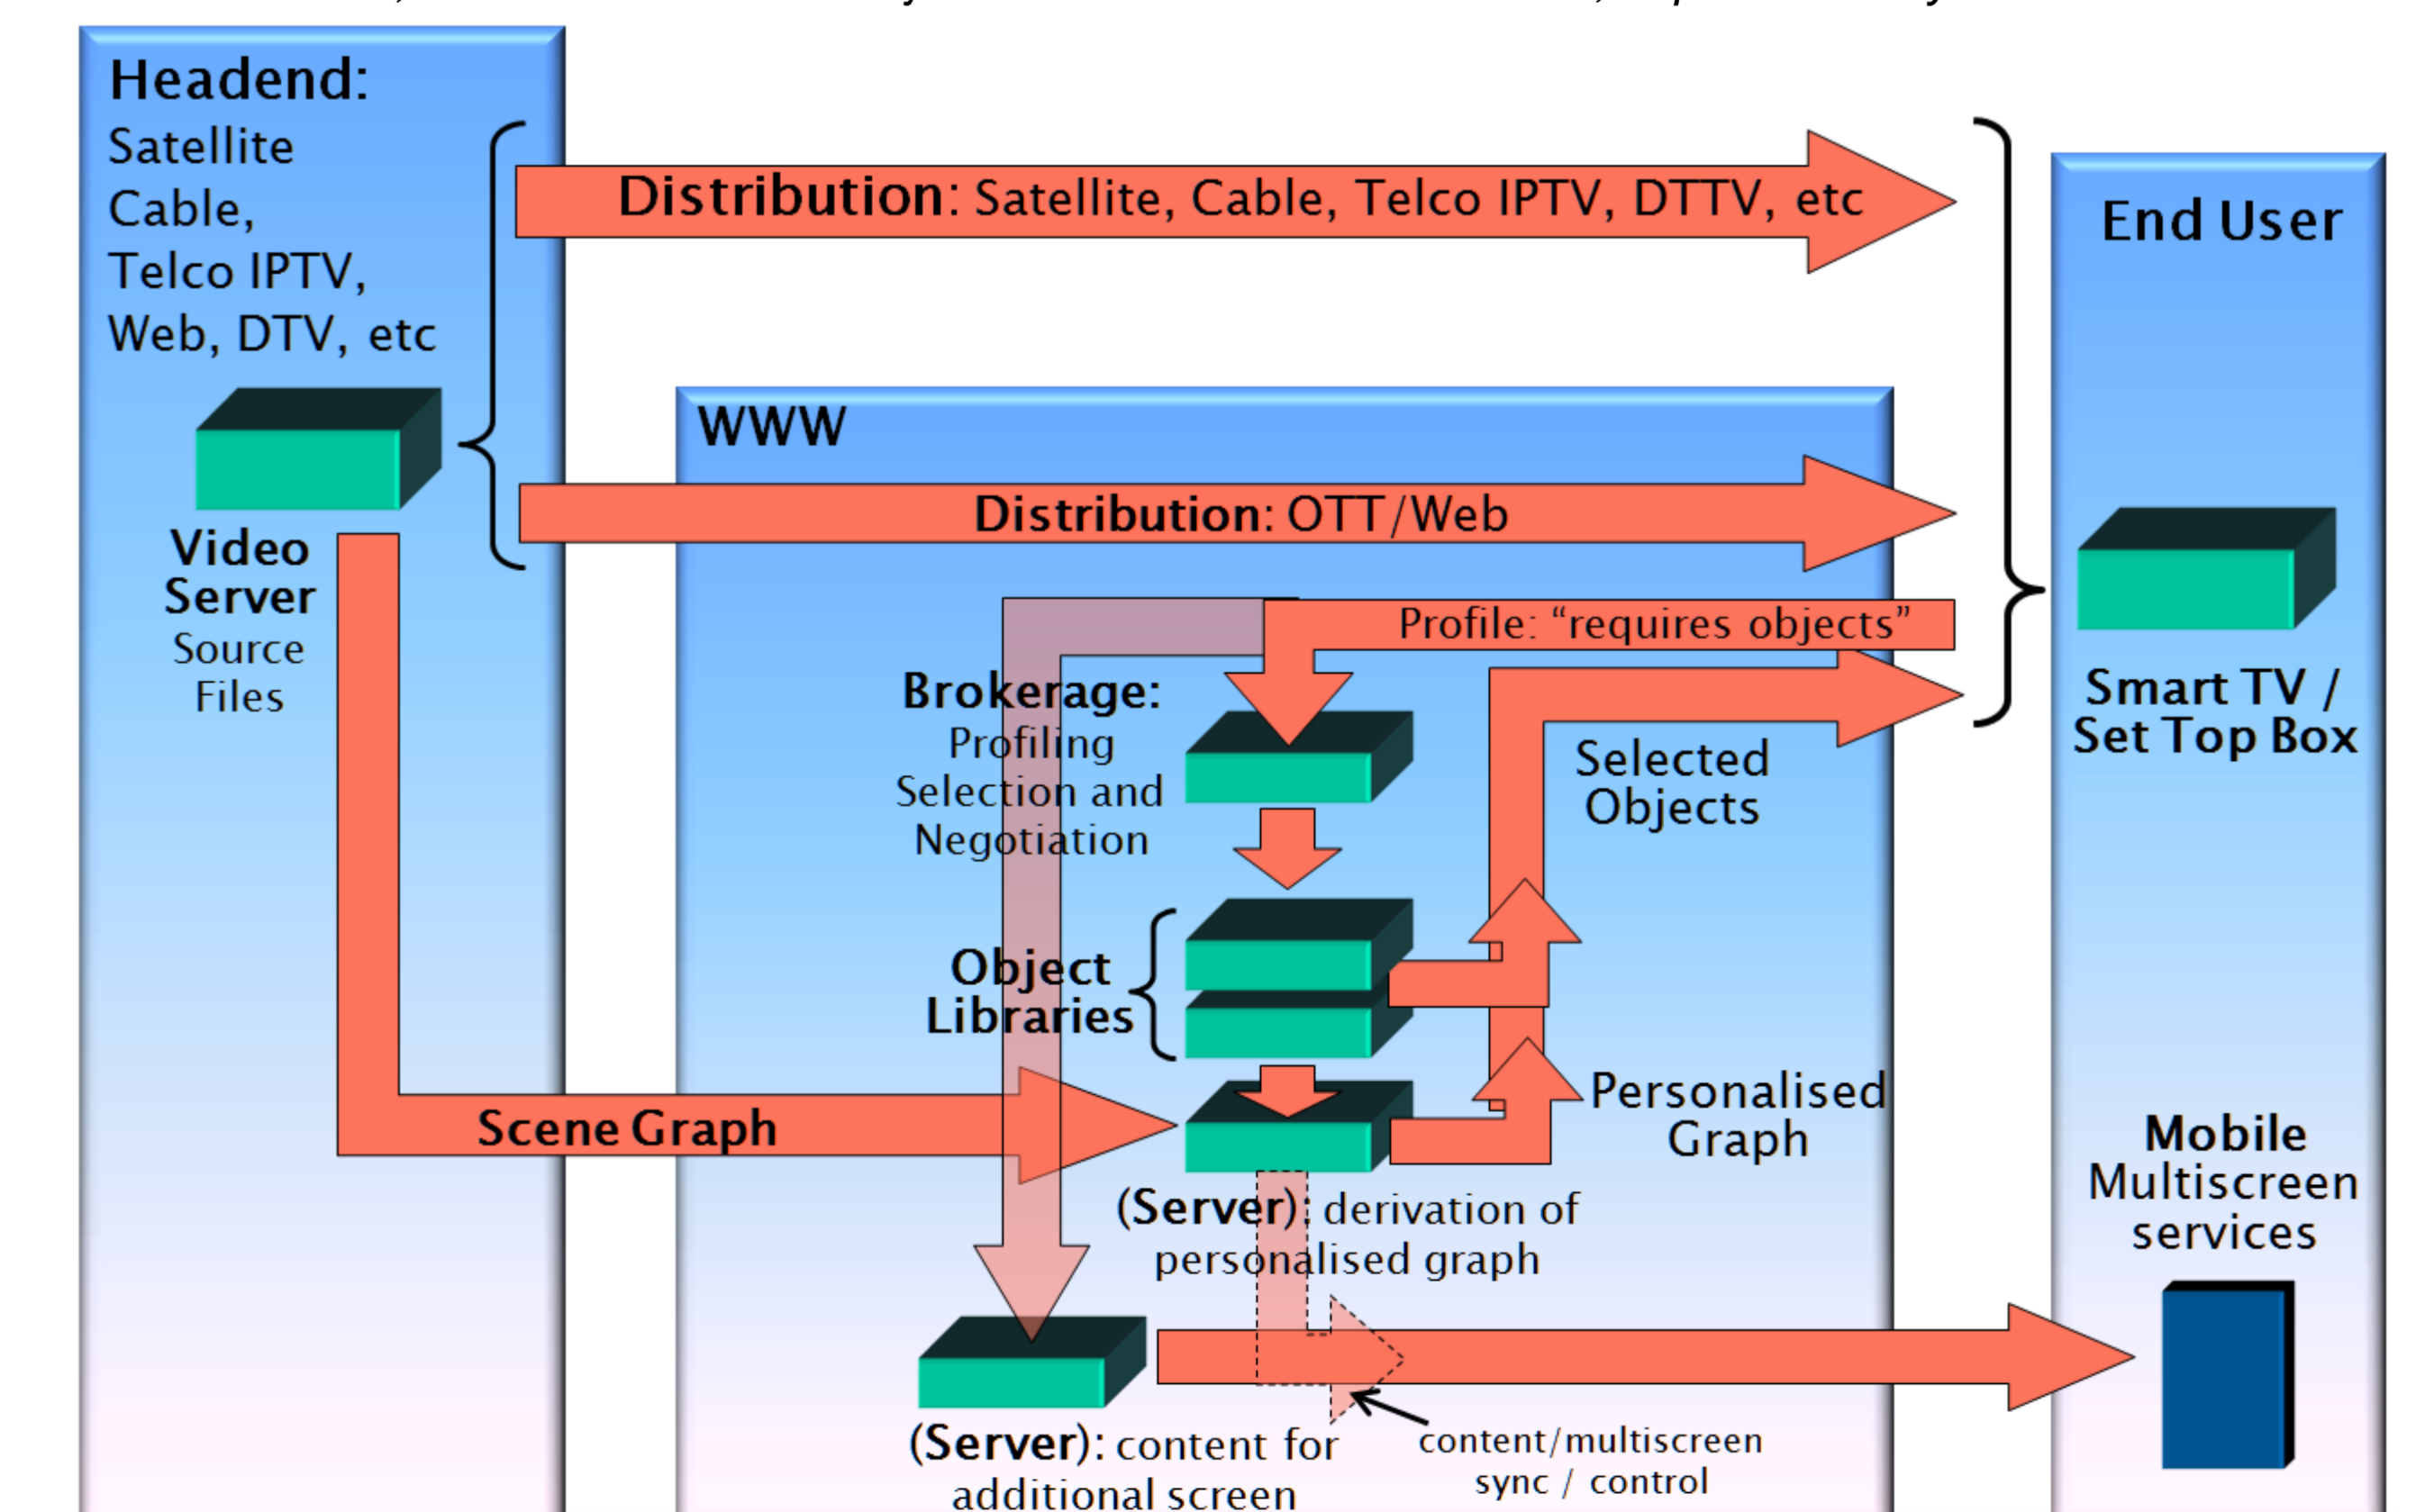 Headend:
Satellite
Cable,
Telco IPTV,
Web, DTV, etc
Distribution: Satellite, Cable, Telco IPTV, DTTV, etc
End User
WWW
Distribution: OTT/Web
Video
Server
Source
Files
Profile: “requires objects”
Brokerage:
Profiling
Selection and
Negotiation
Selected
Objects
Smart TV /
Set Top Box
Object
Libraries
Scene Graph
Personalised
Graph
(Server): derivation of
personalised graph
Mobile
Multiscreen
services
(Server): content for
additional screen
content/multiscreen
sync / control